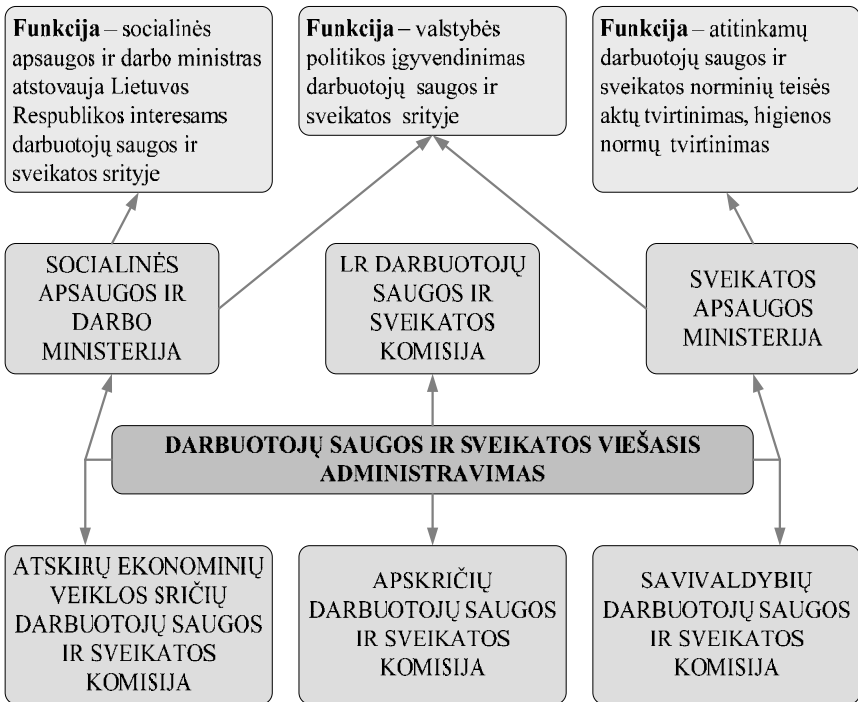 Funkcija – socialinės
apsaugos ir darbo ministras
atstovauja Lietuvos
Respublikos interesams
darbuotojų saugos ir
sveikatos srityje
Funkcija – valstybės
politikos įgyvendinimas
darbuotojų saugos ir
sveikatos srityje
Funkcija – atitinkamų
darbuotojų saugos ir
sveikatos norminių teisės
aktų tvirtinimas, higienos
normų tvirtinimas
SOCIALINĖS
APSAUGOS IR
DARBO
MINISTERIJA
LR DARBUOTOJŲ
SAUGOS IR
SVEIKATOS
KOMISIJA
SVEIKATOS
APSAUGOS
MINISTERIJA
DARBUOTOJŲ SAUGOS IR SVEIKATOS VIEŠASIS
ADMINISTRAVIMAS
ATSKIRŲ EKONOMINIŲ
VEIKLOS SRIČIŲ
DARBUOTOJŲ SAUGOS
IR SVEIKATOS
KOMISIJA
APSKRIČIŲ
DARBUOTOJŲ SAUGOS
IR SVEIKATOS
KOMISIJA
SAVIVALDYBIŲ
DARBUOTOJŲ SAUGOS
IR SVEIKATOS
KOMISIJA